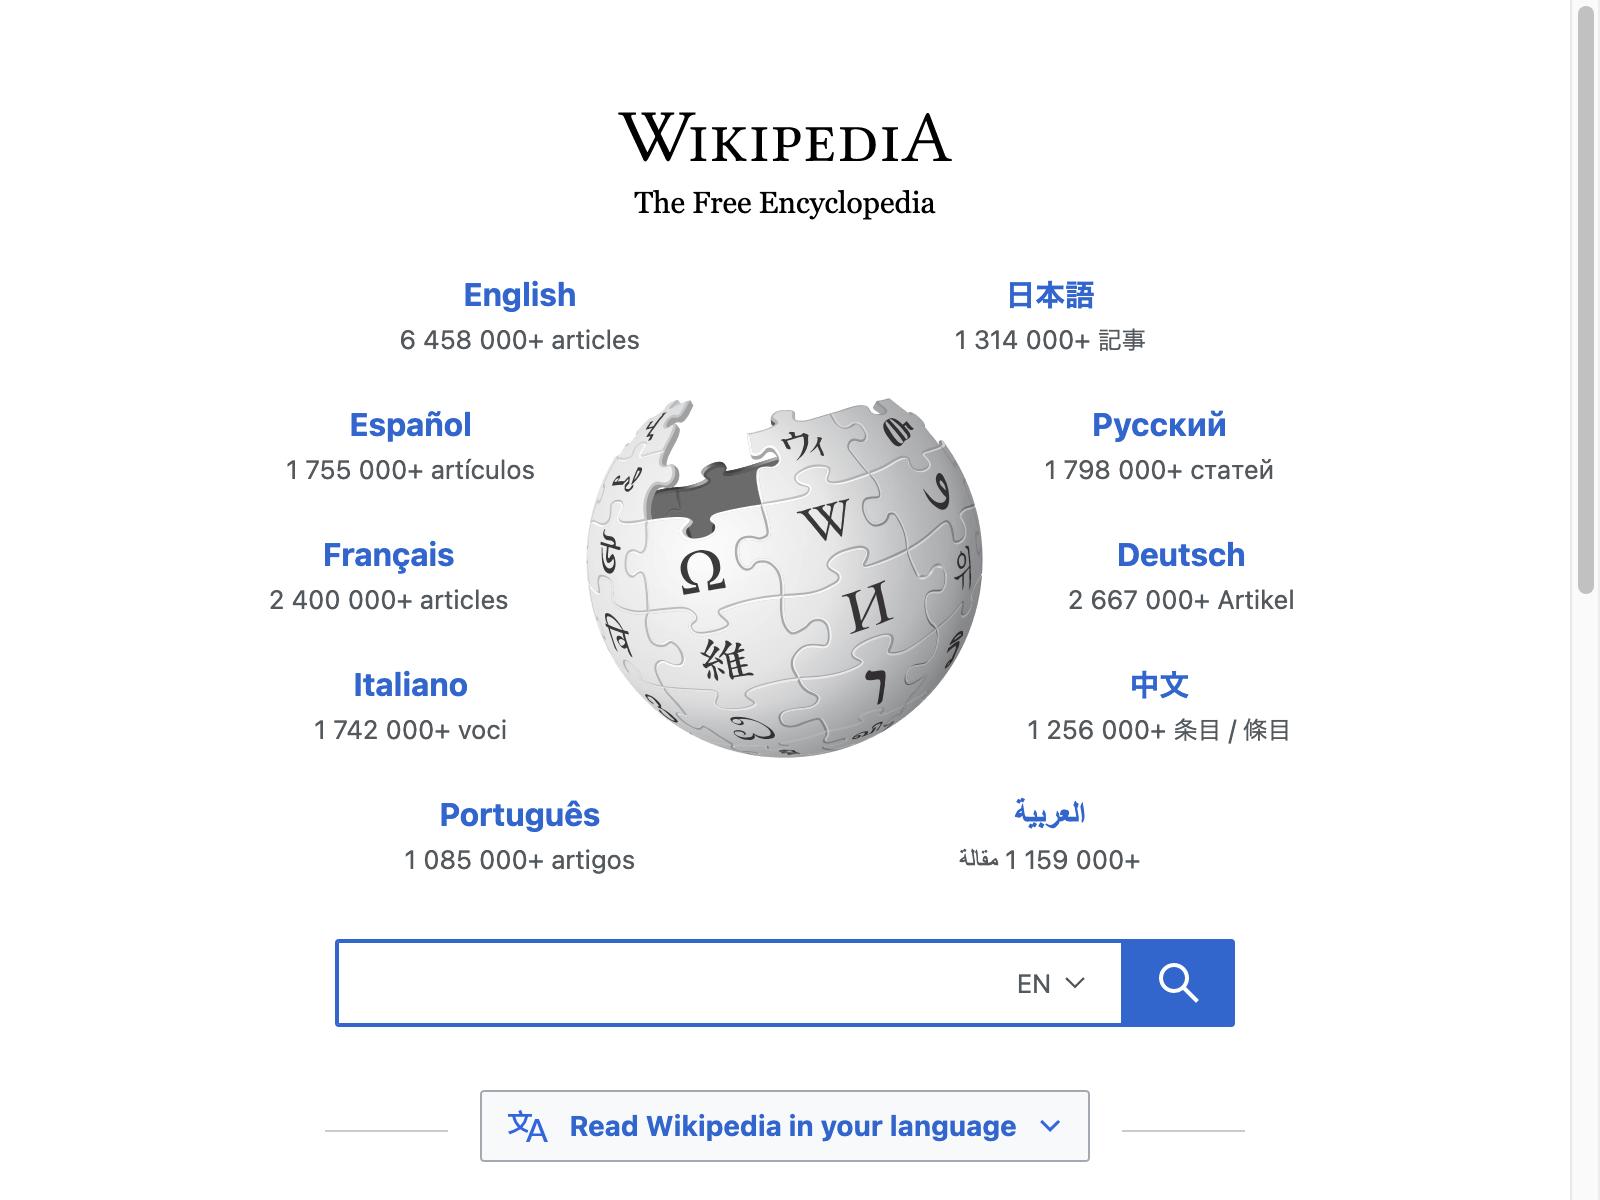 WIKIPEDIA
The Free Encyclopedia
English
6 458 000+ articles
日本語
1 314 000+ 記事
Español
1 755 000+ artículos
Русский
1 798 000+ статей
Français
2 400 000+ articles
Deutsch
2 667 000+ Artikel
Italiano
1 742 000+ voci
中文
1 256 000+ 条目 / 條目
Português
1 085 000+ artigos
العربية
1 159 000+ مقالة
ウィ
W
Ω
И
維
EN
Read Wikipedia in your language